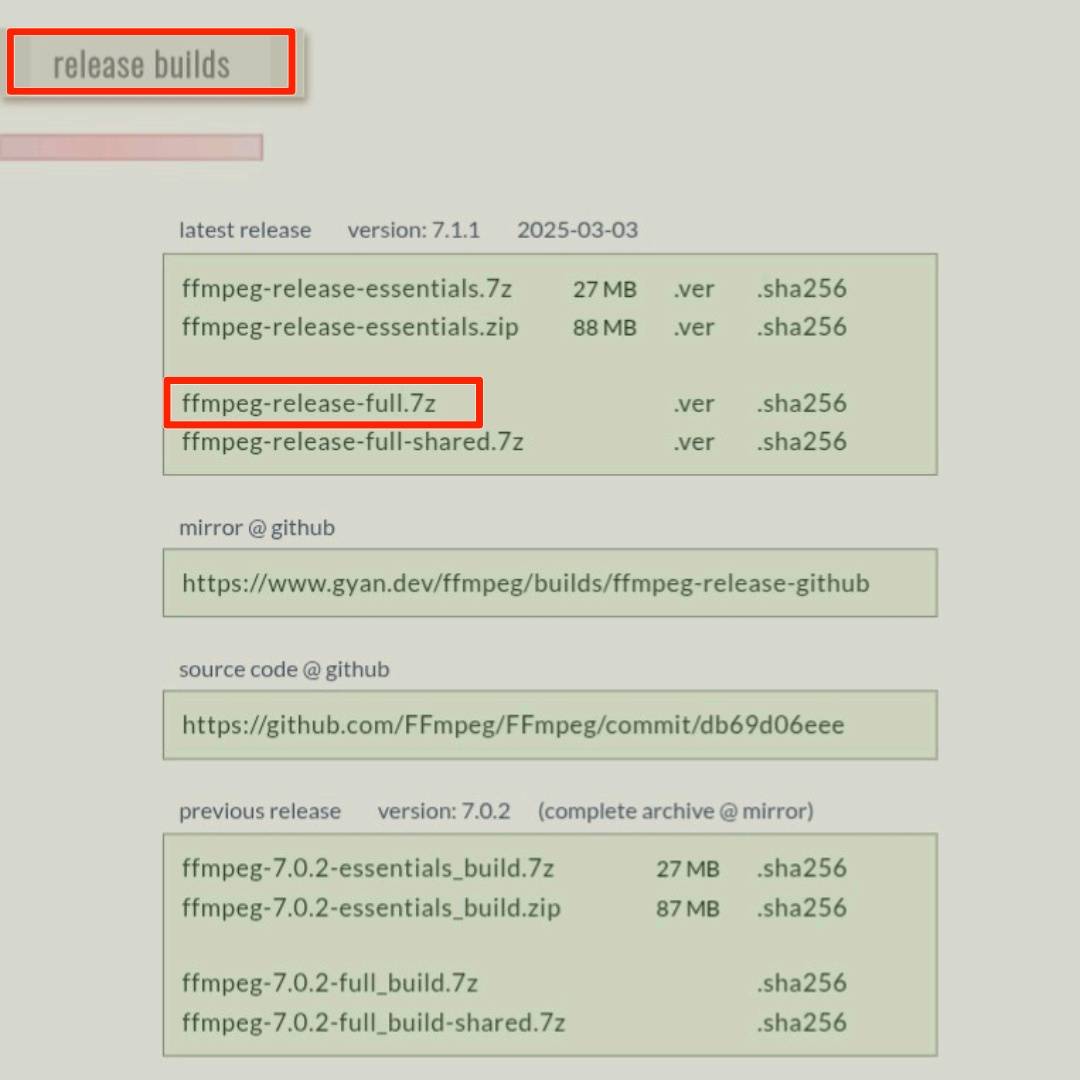 release builds
latest release version: 7.1.1 2025-03-03
ffmpeg-release-essentials.7z 27 MB .ver .sha256
ffmpeg-release-essentials.zip 88 MB .ver .sha256
ffmpeg-release-full.7z .ver .sha256
ffmpeg-release-full-shared.7z .ver .sha256
mirror @ github
https://www.gyan.dev/ffmpeg/builds/ffmpeg-release-github
source code @ github
https://github.com/FFmpeg/FFmpeg/commit/db69d06eee
previous release version: 7.0.2 (complete archive @ mirror)
ffmpeg-7.0.2-essentials_build.7z 27 MB .sha256
ffmpeg-7.0.2-essentials_build.zip 87 MB .sha256
ffmpeg-7.0.2-full_build.7z .sha256
ffmpeg-7.0.2-full_build-shared.7z .sha256